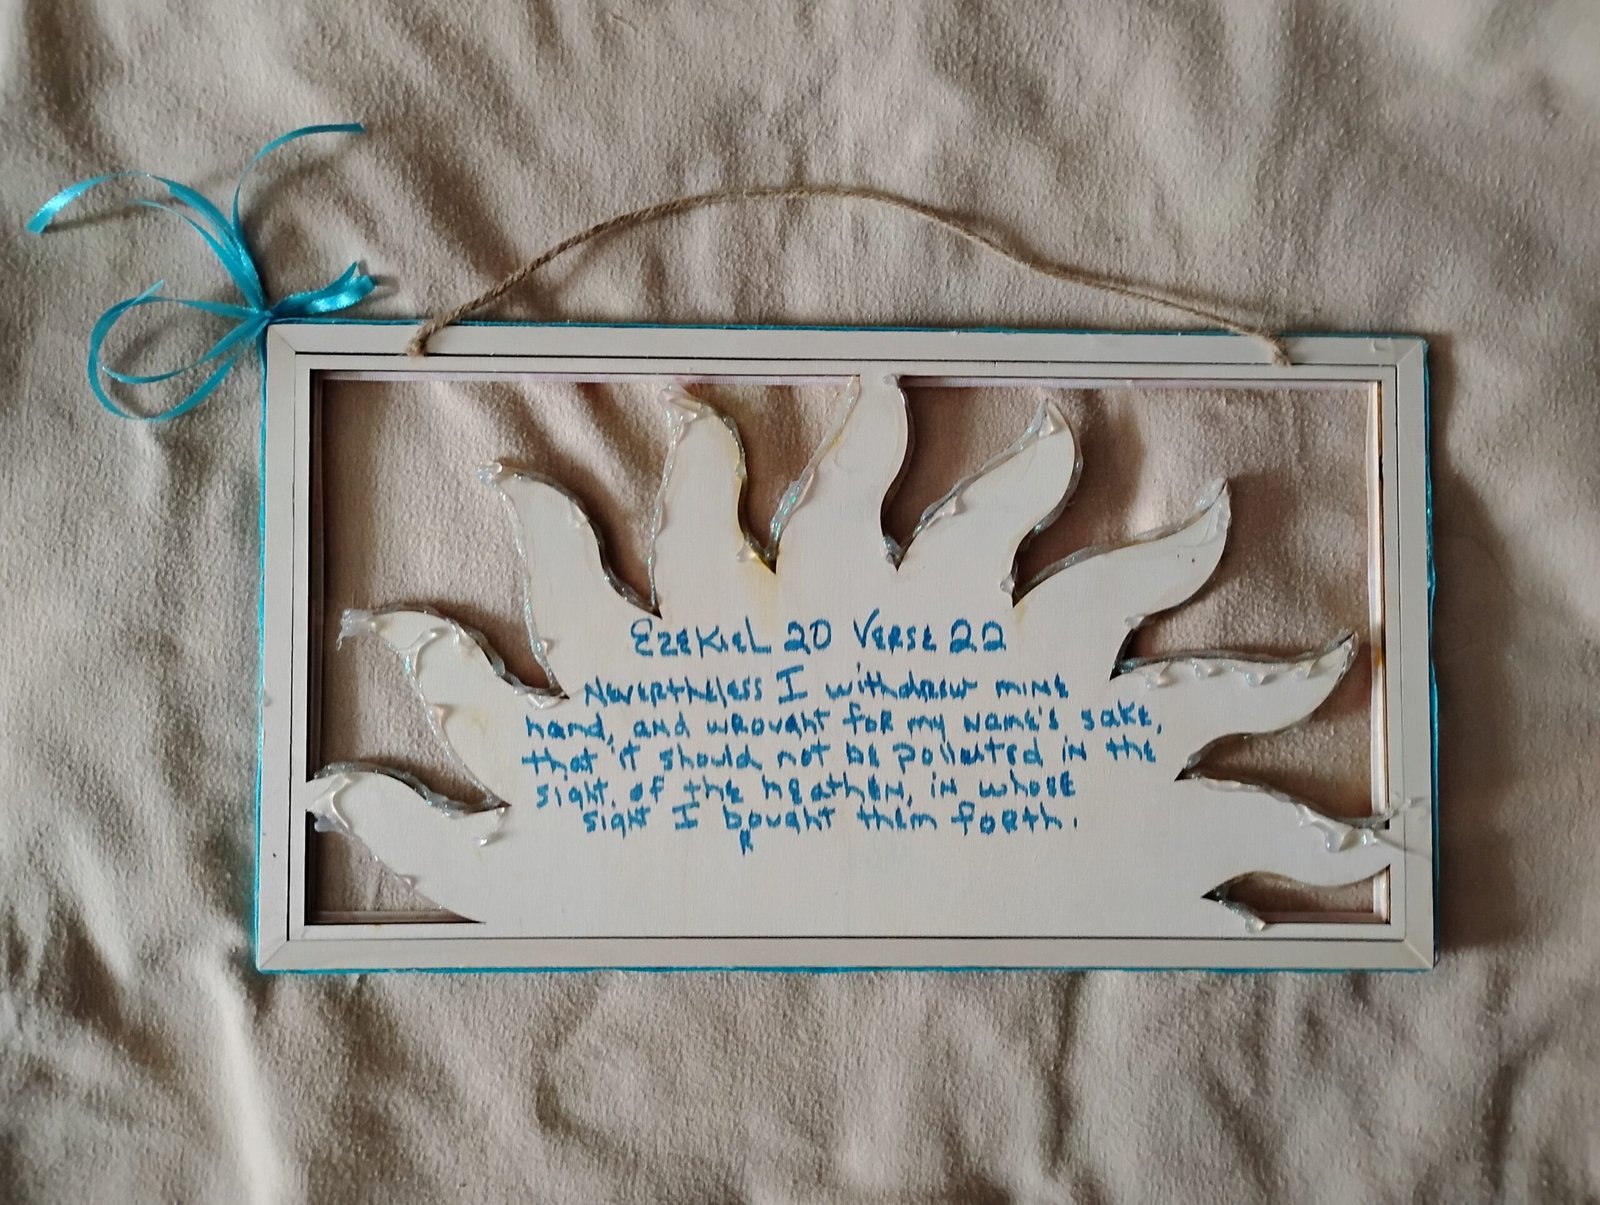 Ezekiel 20 Verse 22
Nevertheless I withdrew mine
hand, and wrought for my name's sake,
that it should not be polluted in the
sight of the heathen, in whose
sight I bought them forth.
R